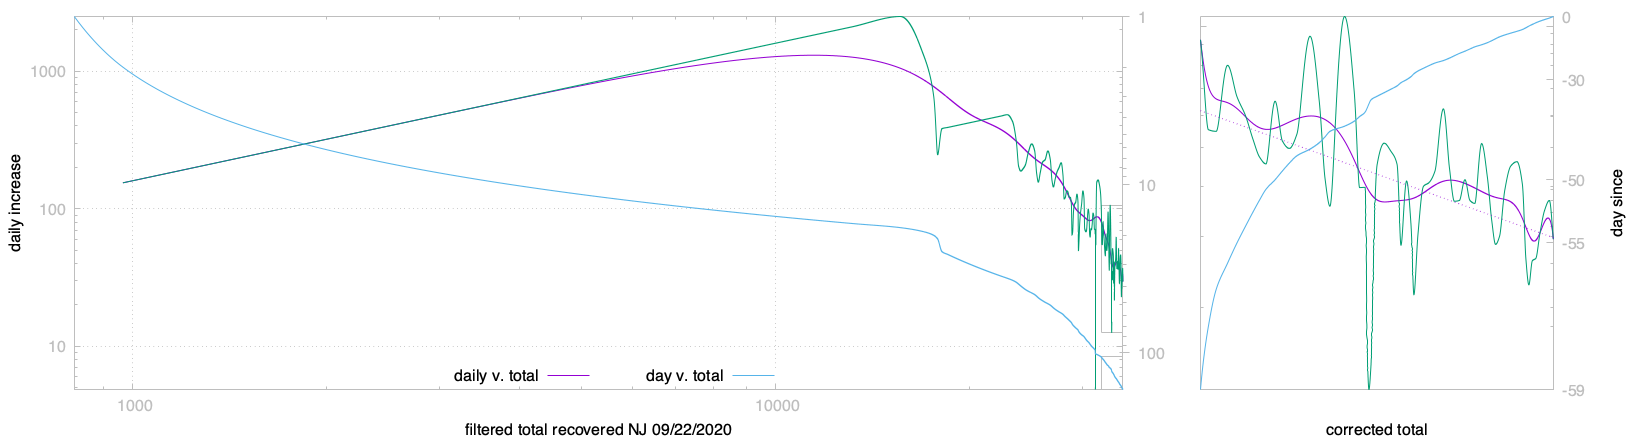 1000
100
10
daily increase
daily v. total
day v. total
1000
10000
filtered total recovered NJ 09/22/2020
1
10
100
0
-30
-50
-55
-59
day since
corrected total